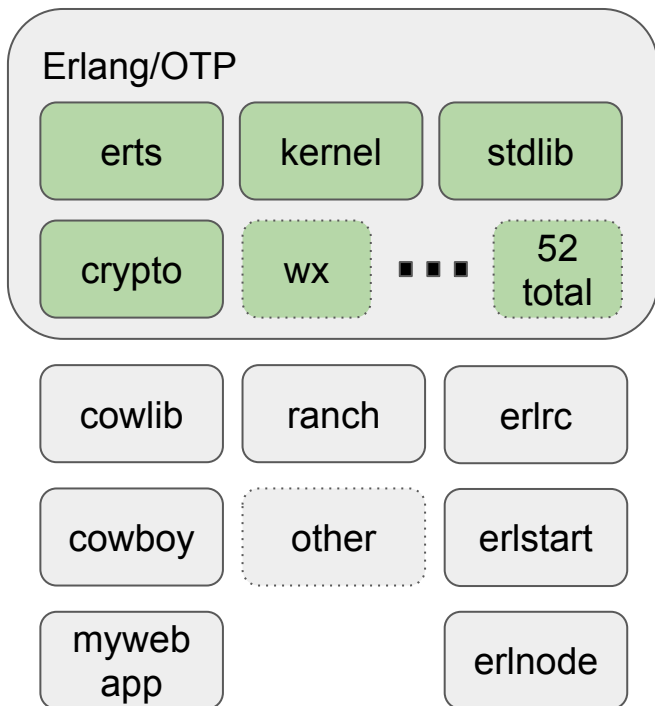 Erlang/OTP
erts
kernel
stdlib
crypto
wx
52
total
cowlib
ranch
erlrc
cowboy
other
erlstart
myweb
app
erlnode